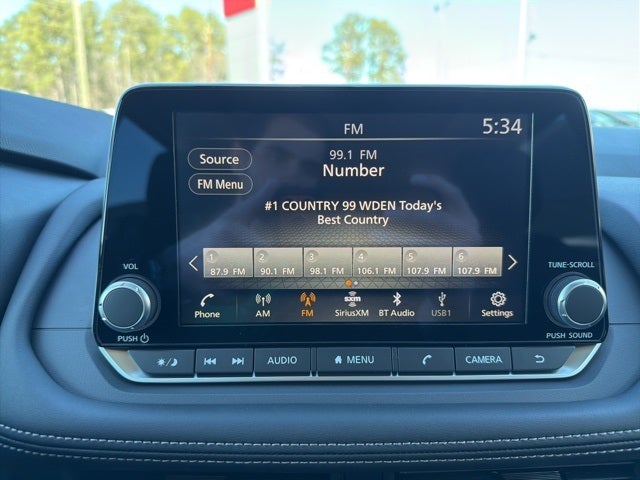 FM
5:34
Source
99.1 FM
Number
FM Menu
#1 COUNTRY 99 WDEN Today's
Best Country
1 2 3 4 5 6
87.9 FM 90.1 FM 98.1 FM 106.1 FM 107.9 FM 107.9 FM
VOL
TUNE-SCROLL
sxm
Phone AM FM SiriusXM BT Audio USB1 Settings
PUSH
PUSH SOUND
AUDIO MENU CAMERA